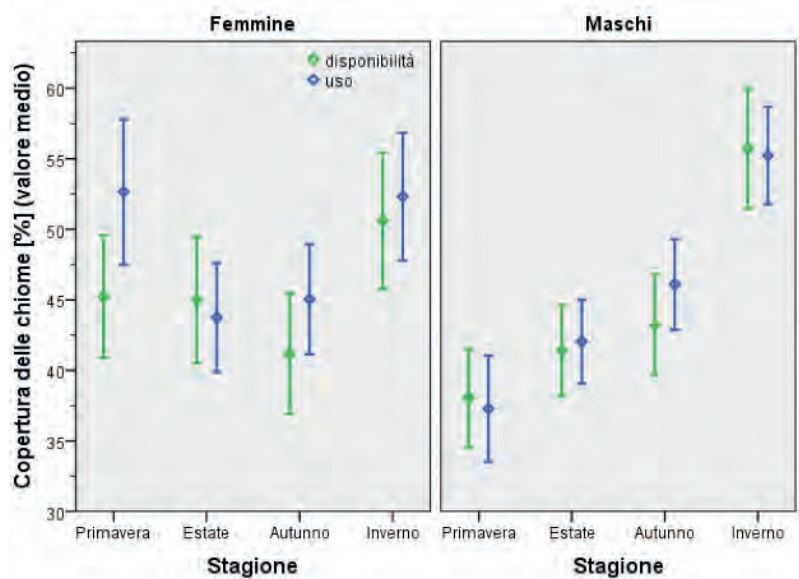 Femmine
Maschi
disponibilità
uso
Copertura delle chiome [%] (valore medio)
60
55
50
45
40
35
30
Primavera Estate Autunno Inverno
Primavera Estate Autunno Inverno
Stagione
Stagione